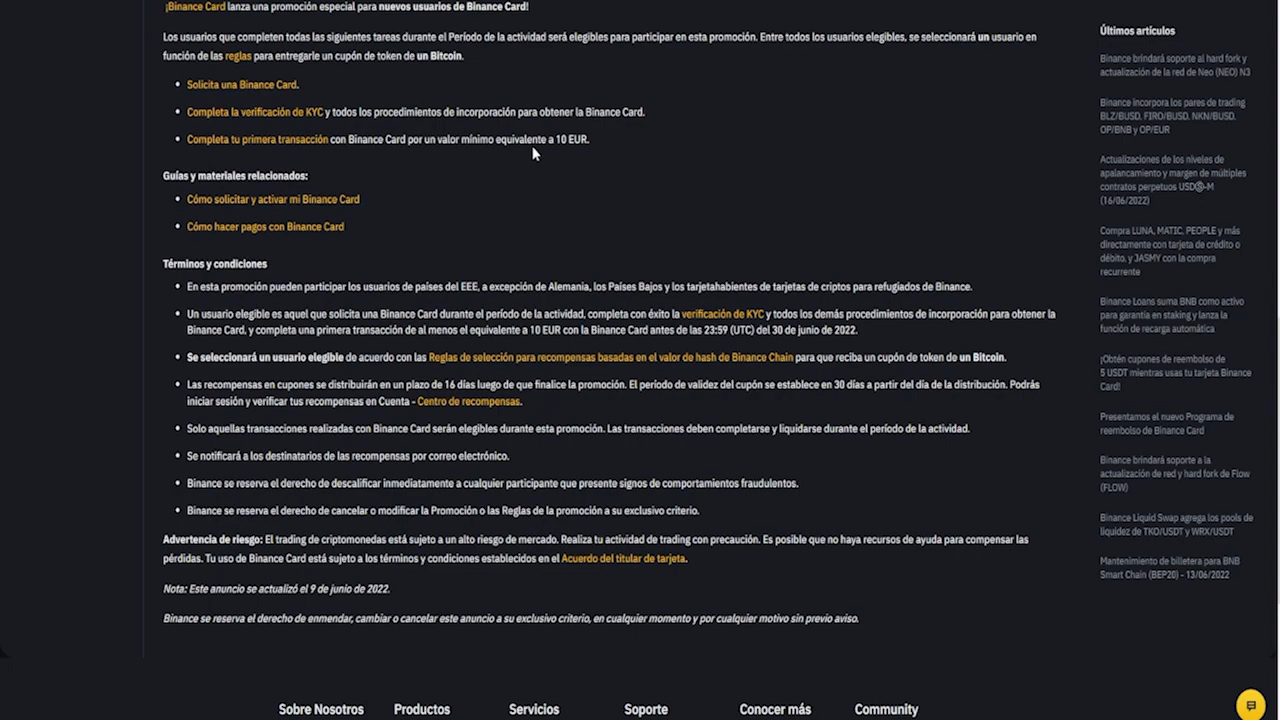 ¡Binance Card lanza una promoción especial para nuevos usuarios de Binance Card!
Los usuarios que completen todas las siguientes tareas durante el Período de la actividad será elegibles para participar en esta promoción. Entre todos los usuarios elegibles, se seleccionará un usuario en
función de las reglas para entregarle un cupón de token de un Bitcoin.
• Solicita una Binance Card.
• Completa la verificación de KYC y todos los procedimientos de incorporación para obtener la Binance Card.
• Completa tu primera transacción con Binance Card por un valor mínimo equivalente a 10 EUR.
Guías y materiales relacionados:
• Cómo solicitar y activar mi Binance Card
• Cómo hacer pagos con Binance Card
Términos y condiciones
• En esta promoción pueden participar los usuarios de países del EEE, a excepción de Alemania, los Países Bajos y los tarjetahabientes de tarjetas de criptos para refugiados de Binance.
• Un usuario elegible es aquel que solicita una Binance Card durante el período de la actividad, completa con éxito la verificación de KYC y todos los demás procedimientos de incorporación para obtener la
Binance Card, y completa una primera transacción de al menos el equivalente a 10 EUR con la Binance Card antes de las 23:59 (UTC) del 30 de junio de 2022.
• Se seleccionará un usuario elegible de acuerdo con las Reglas de selección para recompensas basadas en el valor de hash de Binance Chain para que reciba un cupón de token de un Bitcoin.
• Las recompensas en cupones se distribuirán en un plazo de 16 días luego de que finalice la promoción. El período de validez del cupón se establece en 30 días a partir del día de la distribución. Podrás
iniciar sesión y verificar tus recompensas en Cuenta - Centro de recompensas.
• Solo aquellas transacciones realizadas con Binance Card serán elegibles durante esta promoción. Las transacciones deben completarse y liquidarse durante el período de la actividad.
• Se notificará a los destinatarios de las recompensas por correo electrónico.
• Binance se reserva el derecho de descalificar inmediatamente a cualquier participante que presente signos de comportamientos fraudulentos.
• Binance se reserva el derecho de cancelar o modificar la Promoción o las Reglas de la promoción a su exclusivo criterio.
Advertencia de riesgo: El trading de criptomonedas está sujeto a un alto riesgo de mercado. Realiza tu actividad de trading con precaución. Es posible que no haya recursos de ayuda para compensar las
pérdidas. Tu uso de Binance Card está sujeto a los términos y condiciones establecidos en el Acuerdo del titular de tarjeta.
Nota: Este anuncio se actualizó el 9 de junio de 2022.
Binance se reserva el derecho de enmendar, cambiar o cancelar este anuncio a su exclusivo criterio, en cualquier momento y por cualquier motivo sin previo aviso.
Últimos artículos
Binance brindará soporte al hard fork y
actualización de la red de Neo (NEO) N3
Binance incorpora los pares de trading
BLZ/BUSD, FIRO/BUSD, NKN/BUSD,
OP/BNB y OP/EUR
Actualizaciones de los niveles de
apalancamiento y margen de múltiples
contratos perpetuos USDⓈ-M
(16/06/2022)
Compra LUNA, MATIC, PEOPLE y más
directamente con tarjeta de crédito o
débito, y JASMY con la compra
recurrente
Binance Loans suma BNB como activo
para garantía en staking y lanza la
función de recarga automática
¡Obtén cupones de reembolso de
5 USDT mientras usas tu tarjeta Binance
Card!
Presentamos el nuevo Programa de
reembolso de Binance Card
Binance brindará soporte a la
actualización de red y hard fork de Flow
(FLOW)
Binance Liquid Swap agrega los pools de
liquidez de TKO/USDT y WRX/USDT
Mantenimiento de billetera para BNB
Smart Chain (BEP20) - 13/06/2022
Sobre Nosotros Productos Servicios Soporte Conocer más Community